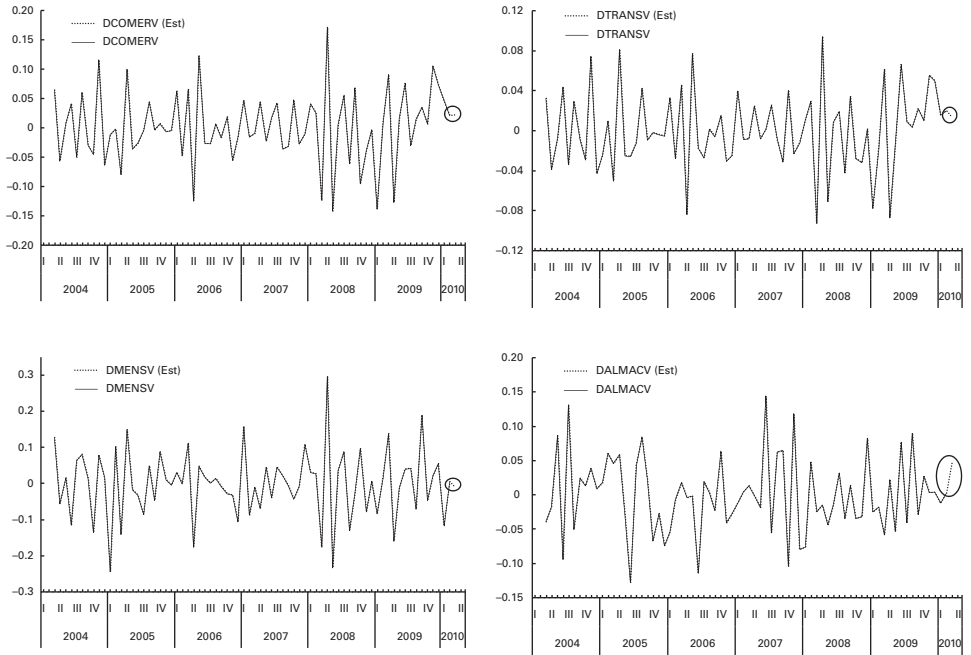 0.20
0.15
0.10
0.05
0
–0.05
–0.10
–0.15
–0.20
DCOMERV (Est)
DCOMERV
I II III IV I II III IV I II III IV I II III IV I II III IV I II III IV I II
2004 2005 2006 2007 2008 2009 2010
0.12
0.08
0.04
0
–0.04
–0.08
–0.12
DTRANSV (Est)
DTRANSV
I II III IV I II III IV I II III IV I II III IV I II III IV I II III IV I II
2004 2005 2006 2007 2008 2009 2010
0.3
0.2
0.1
0
–0.1
–0.2
–0.3
DMENSV (Est)
DMENSV
I II III IV I II III IV I II III IV I II III IV I II III IV I II III IV I II
2004 2005 2006 2007 2008 2009 2010
0.20
0.15
0.10
0.05
0
–0.05
–0.10
–0.15
DALMACV (Est)
DALMACV
I II III IV I II III IV I II III IV I II III IV I II III IV I II III IV I II
2004 2005 2006 2007 2008 2009 2010